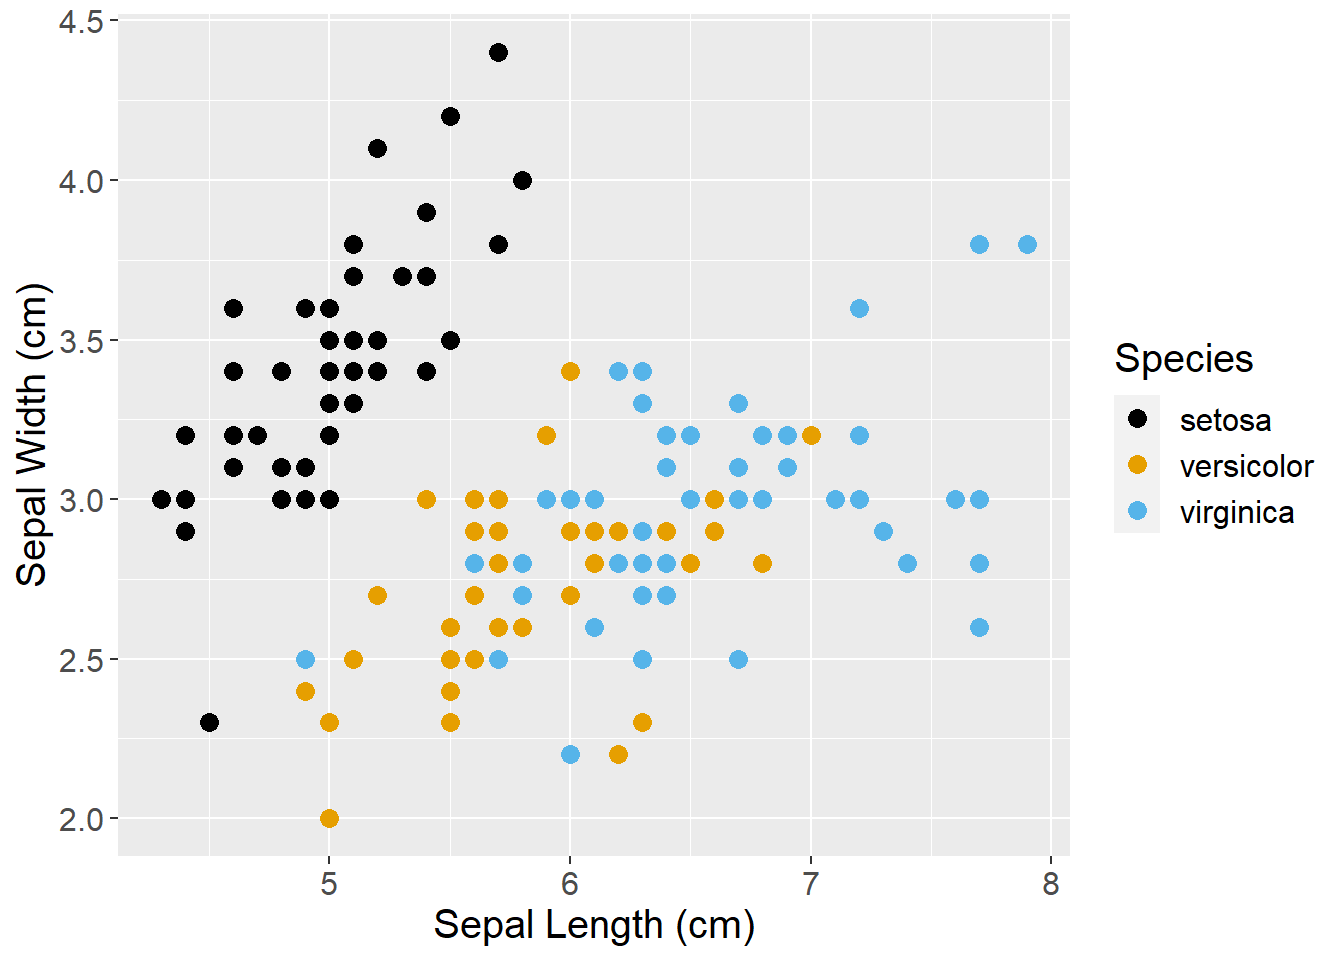 4.5
4.0
3.5
3.0
2.5
2.0
Sepal Width (cm)
5 6 7 8
Sepal Length (cm)
Species
setosa
versicolor
virginica